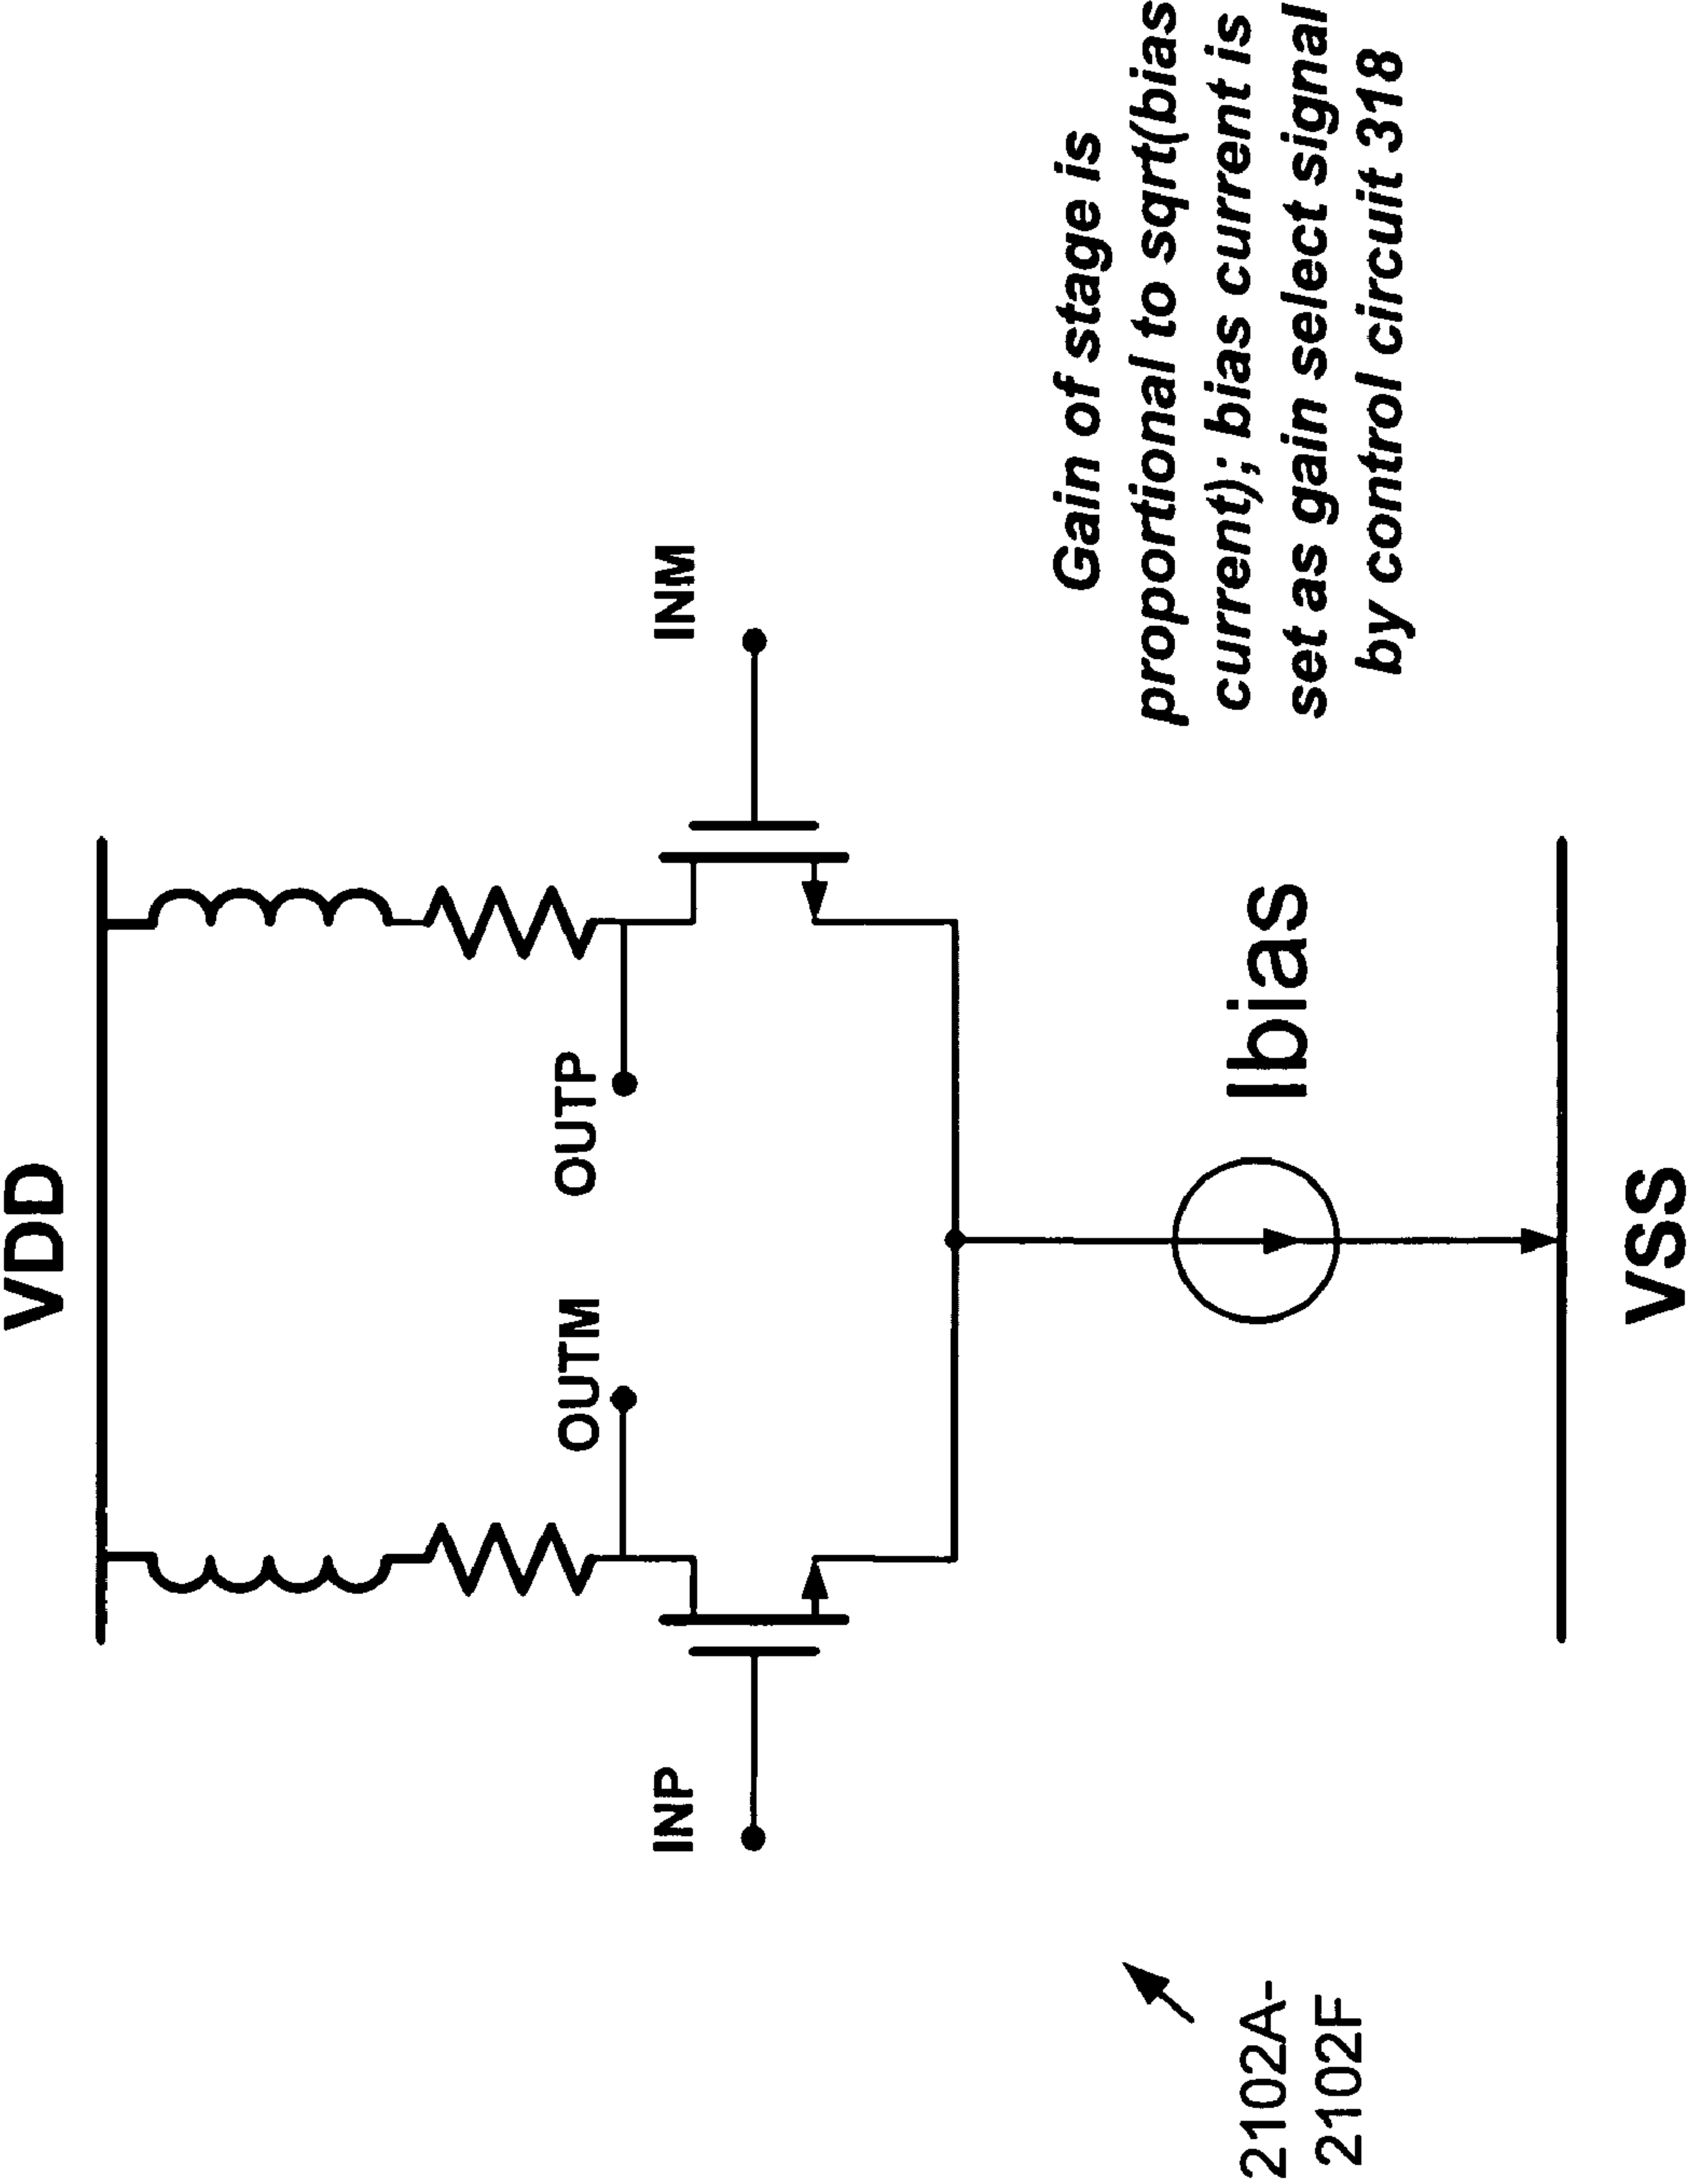 VDD
OUTM
OUTP
INP
INM
Ibias
Gain of stage is
proportional to sqrt(bias
current); bias current is
set as gain select signal
by control circuit 318
2102A-
2102F
VSS